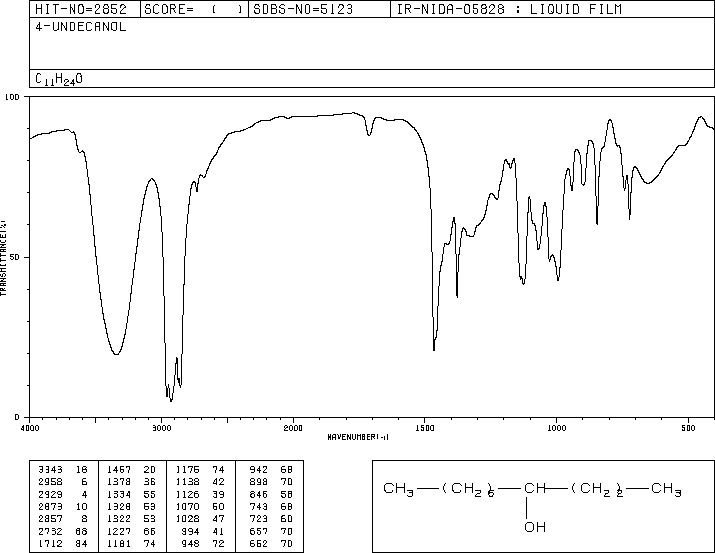 HIT-NO=2852 SCORE= ( ) SDBS-NO=5123 IR-NIDA-05828 : LIQUID FILM
4-UNDECANOL
C11H24O
100
50
0
TRANSMITTANCE(%)
4000 3000 2000 1500 1000 500
WAVENUMBER(-1)
3343 18 1467 20 1176 74 942 68
2958 6 1378 36 1138 42 898 70
2929 4 1334 55 1126 39 846 58
2873 10 1328 53 1070 50 743 68
2857 8 1322 53 1028 47 723 60
2732 68 1227 66 994 41 657 70
1712 84 1181 74 948 72 652 70
CH3—(CH2)6—CH—(CH2)2—CH3
OH